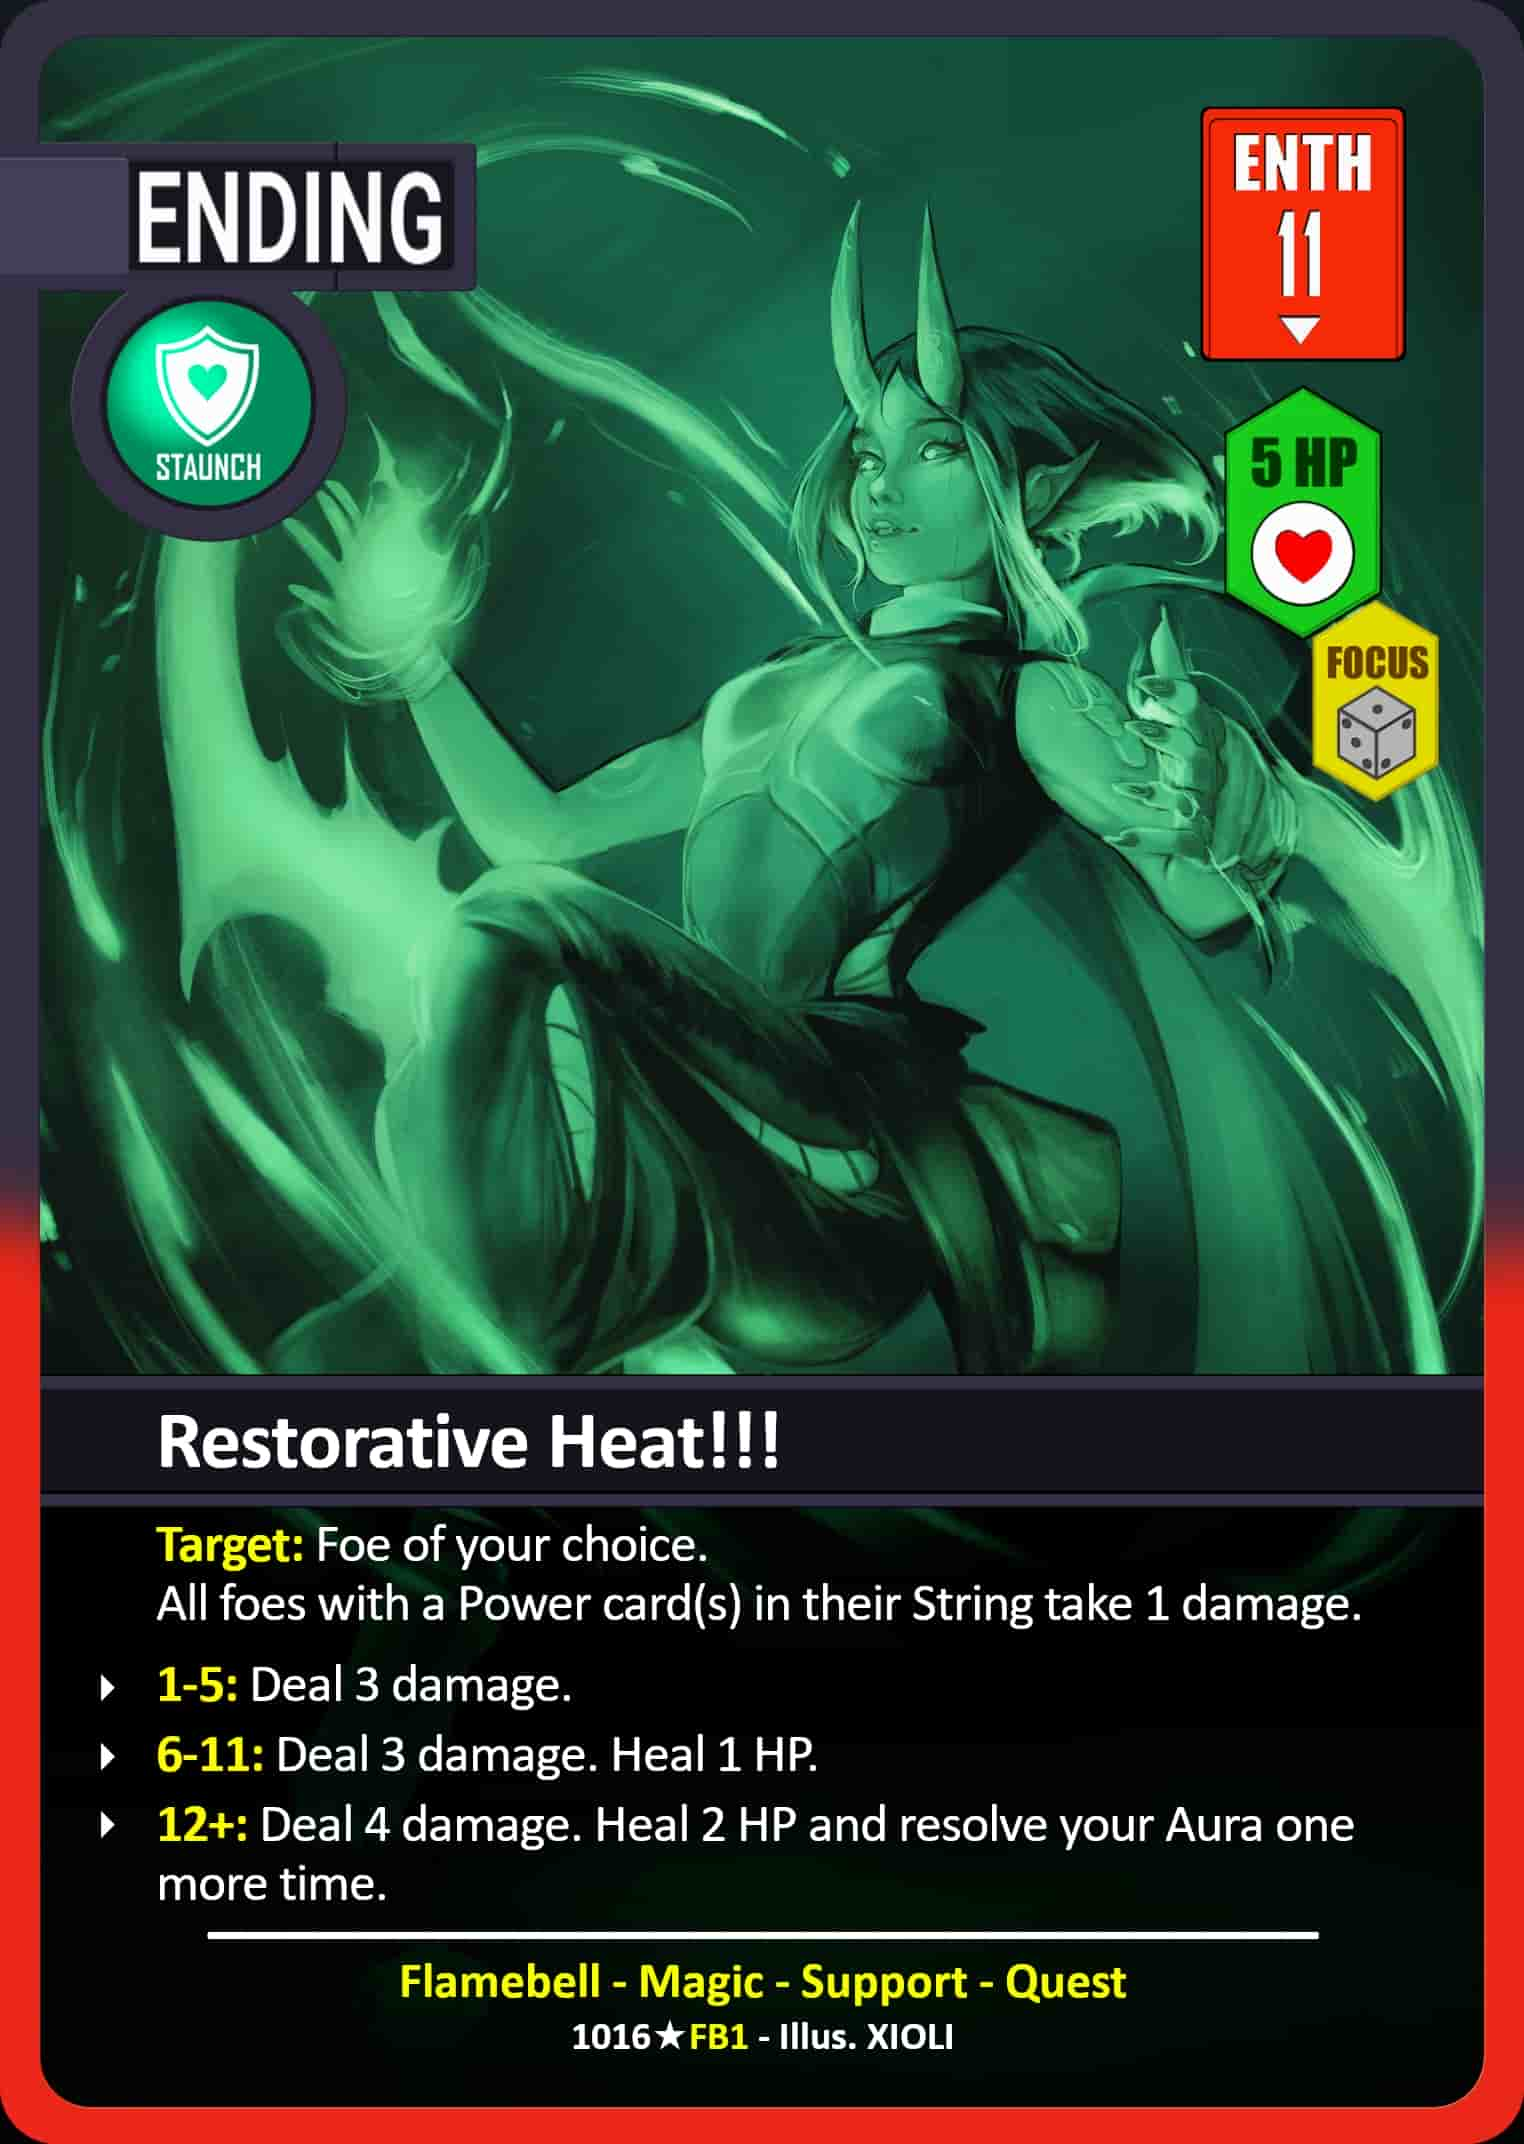 ENDING
ENTH
11
STAUNCH
5 HP
FOCUS
Restorative Heat!!!
Target: Foe of your choice.
All foes with a Power card(s) in their String take 1 damage.
1-5: Deal 3 damage.
6-11: Deal 3 damage. Heal 1 HP.
12+: Deal 4 damage. Heal 2 HP and resolve your Aura one
more time.
Flamebell - Magic - Support - Quest
1016★FB1 - Illus. XIOLI